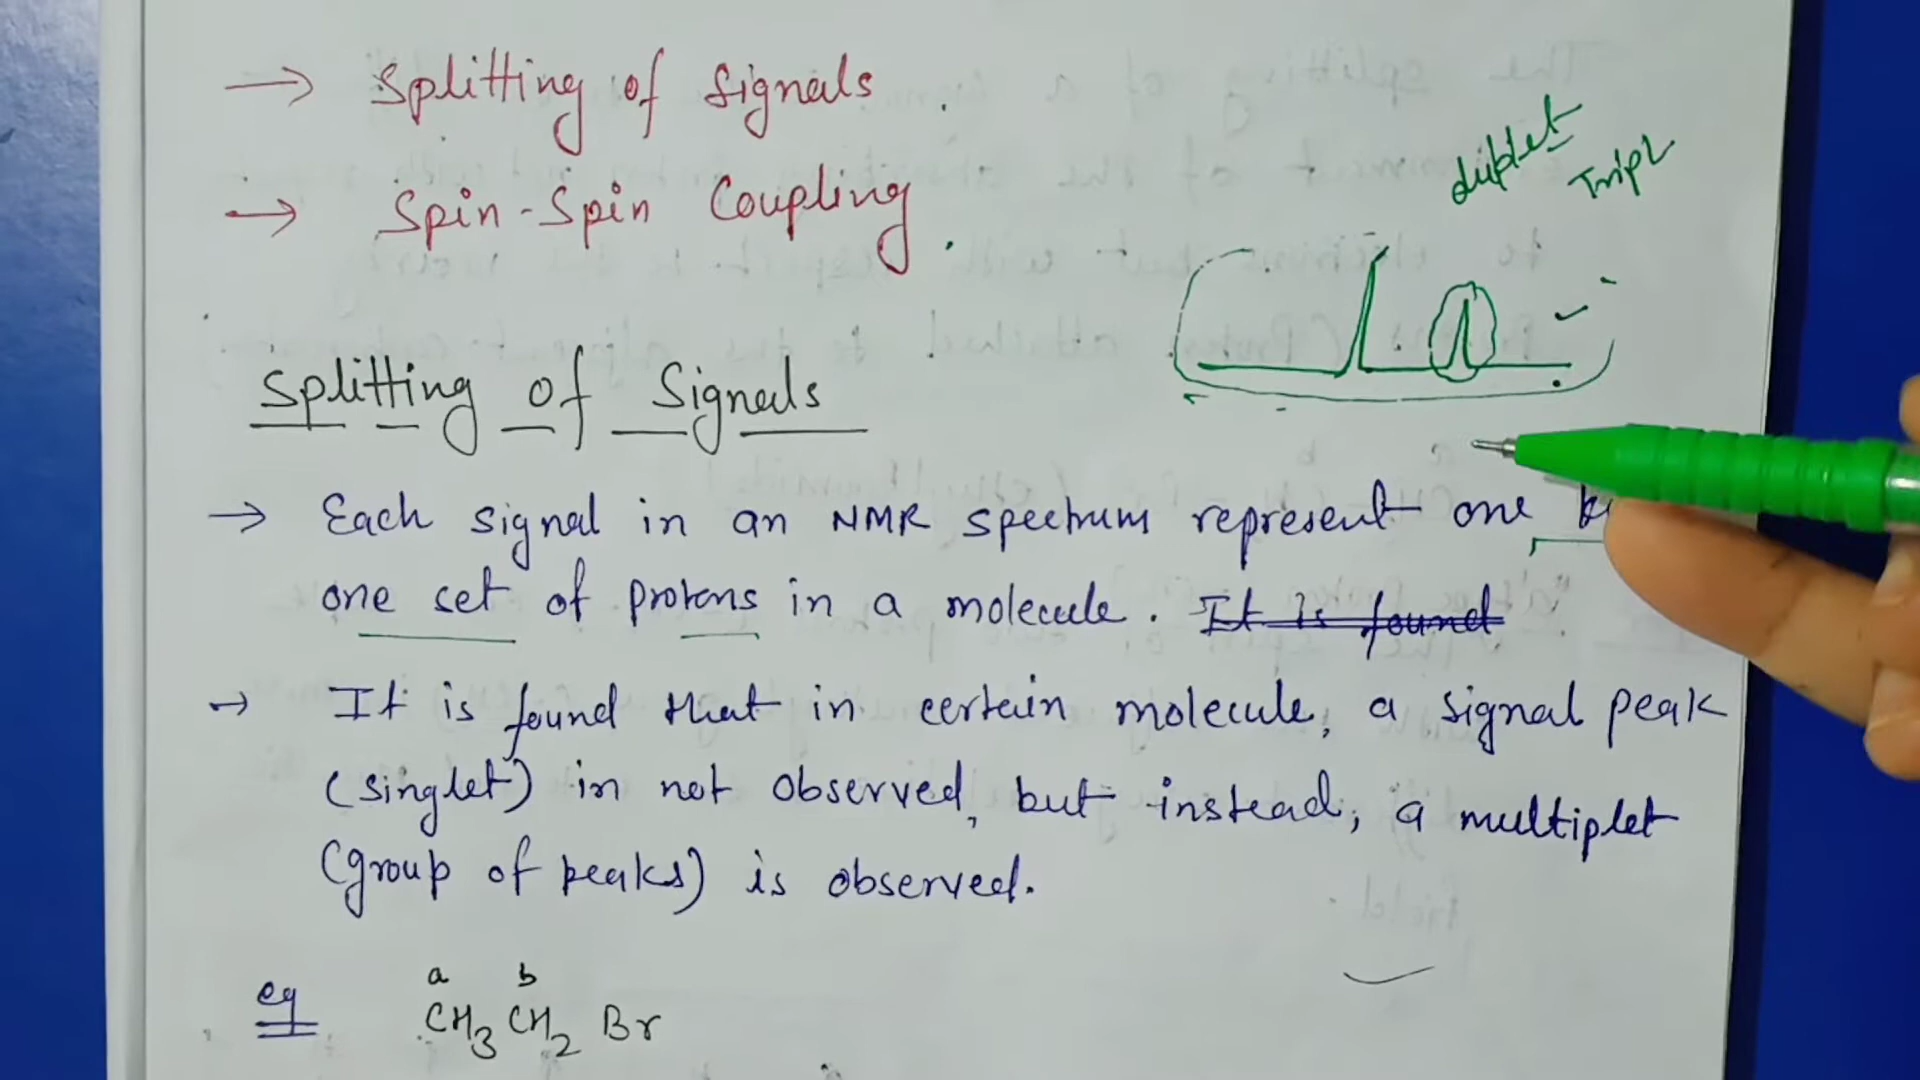 → Splitting of Signals
→ Spin-Spin Coupling
duplet
Tripl
Splitting of Signals
→ Each signal in an NMR spectrum represent one
one set of protons in a molecule. It is found
→ It is found that in certain molecule, a signal peak
(singlet) in not observed, but instead, a multiplet
(group of peaks) is observed.
a b
eg CH3 CH2 Br